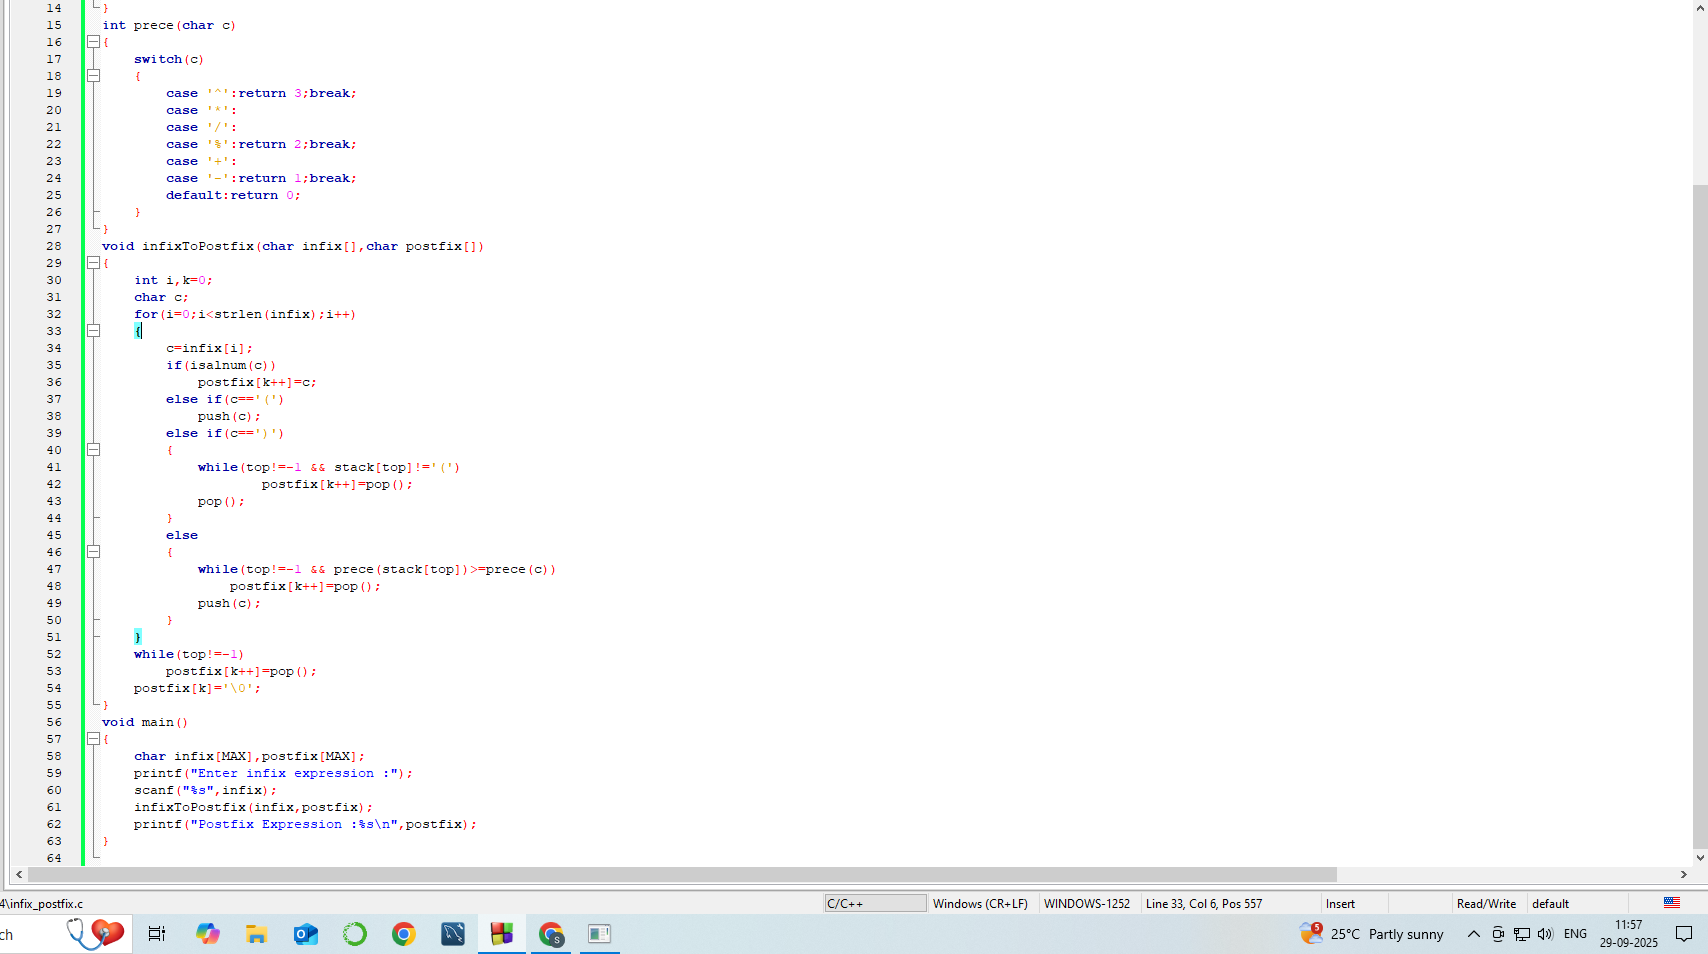 14 }
15 int prece(char c)
16 {
17 switch(c)
18 {
19 case '^':return 3;break;
20 case '*':
21 case '/':
22 case '%':return 2;break;
23 case '+':
24 case '-':return 1;break;
25 default:return 0;
26 }
27 }
28 void infixToPostfix(char infix[],char postfix[])
29 {
30 int i,k=0;
31 char c;
32 for(i=0;i<strlen(infix);i++)
33 {
34 c=infix[i];
35 if(isalnum(c))
36 postfix[k++]=c;
37 else if(c=='(')
38 push(c);
39 else if(c==')')
40 {
41 while(top!=-1 && stack[top]!='(')
42 postfix[k++]=pop();
43 pop();
44 }
45 else
46 {
47 while(top!=-1 && prece(stack[top])>=prece(c))
48 postfix[k++]=pop();
49 push(c);
50 }
51 }
52 while(top!=-1)
53 postfix[k++]=pop();
54 postfix[k]='\0';
55 }
56 void main()
57 {
58 char infix[MAX],postfix[MAX];
59 printf("Enter infix expression :");
60 scanf("%s",infix);
61 infixToPostfix(infix,postfix);
62 printf("Postfix Expression :%s\n",postfix);
63 }
64
4\infix_postfix.c C/C++ Windows (CR+LF) WINDOWS-1252 Line 33, Col 6, Pos 557 Insert Read/Write default
ch 5 25°C Partly sunny ENG 11:57
29-09-2025